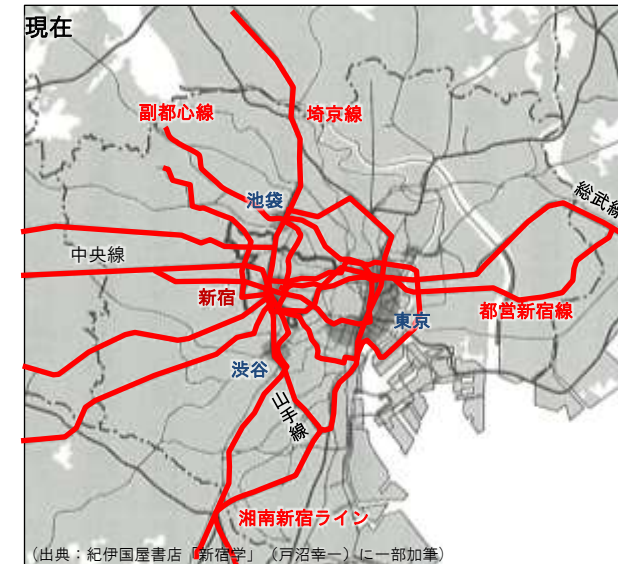 現在
副都心線
埼京線
池袋
総武線
中央線
新宿
都営新宿線
東京
渋谷
山手線
湘南新宿ライン
（出典：紀伊国屋書店「新宿学」（戸沼幸一）に一部加筆）